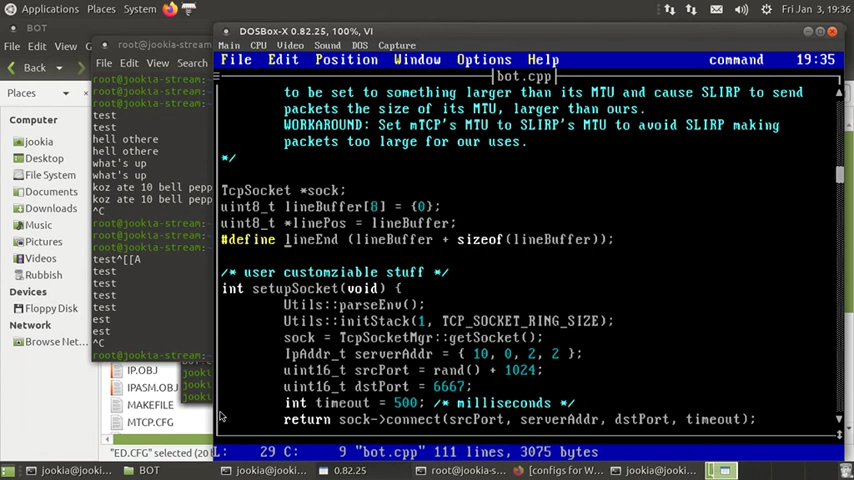 Applications Places System
Fri Jan 3, 19:36
BOT
File Edit
Back
Places
Computer
jookia
Desktop
File System
Documents
Downloads
Music
Pictures
Videos
Rubbish
Devices
Floppy Disk
Browse Net...
root@jookia-stream:
File Edit View Search
root@jookia-stream:
root@jookia-stream:
root@jookia-stream:
test
test
hell othere
hell othere
what's up
what's up
koz ate 10 bell pepp
koz ate 10 bell pepp
^C
root@jookia-stream:
root@jookia-stream:
root@jookia-stream:
test^[[A
test
test
test
test
est
est
^C
root@jookia-stream:
IP.OBJ
IPASM.OBJ
MAKEFILE
MTCP.CFG
"ED.CFG" selected (20 b
DOSBox-X 0.82.25, 100%, VI
Main CPU Video Sound DOS Capture
File Edit Position Window Options Help command 19:35
bot.cpp
to be set to something larger than its MTU and cause SLIRP to send
packets the size of its MTU, larger than ours.
WORKAROUND: Set mTCP's MTU to SLIRP's MTU to avoid SLIRP making
packets too large for our uses.
*/
TcpSocket *sock;
uint8_t lineBuffer[8] = {0};
uint8_t *linePos = lineBuffer;
#define lineEnd (lineBuffer + sizeof(lineBuffer));
/* user customziable stuff */
int setupSocket(void) {
Utils::parseEnv();
Utils::initStack(1, TCP_SOCKET_RING_SIZE);
sock = TcpSocketMgr::getSocket();
IpAddr_t serverAddr = { 10, 0, 2, 2 };
uint16_t srcPort = rand() + 1024;
uint16_t dstPort = 6667;
int timeout = 500; /* milliseconds */
return sock->connect(srcPort, serverAddr, dstPort, timeout);
L: 29 C: 9 "bot.cpp" 111 lines, 3075 bytes
jookia@jooki... BOT jookia@jooki... 0.82.25 root@jookia-s... [configs for W... jookia@jooki...